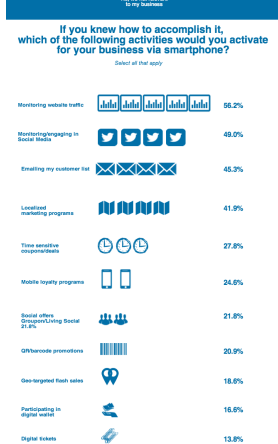 to my business
If you knew how to accomplish it,
which of the following activities would you activate
for your business via smartphone?
Select all that apply
Monitoring website traffic 56.2%
Monitoring/engaging in
Social Media 49.0%
Emailing my customer list 45.3%
Localized
marketing programs 41.9%
Time sensitive
coupons/deals 27.8%
Mobile loyalty programs 24.6%
Social offers
Groupon/Living Social
21.8% 21.8%
QR/barcode promotions 20.9%
Geo-targeted flash sales 18.6%
Participating in
digital wallet 16.6%
Digital tickets 13.8%